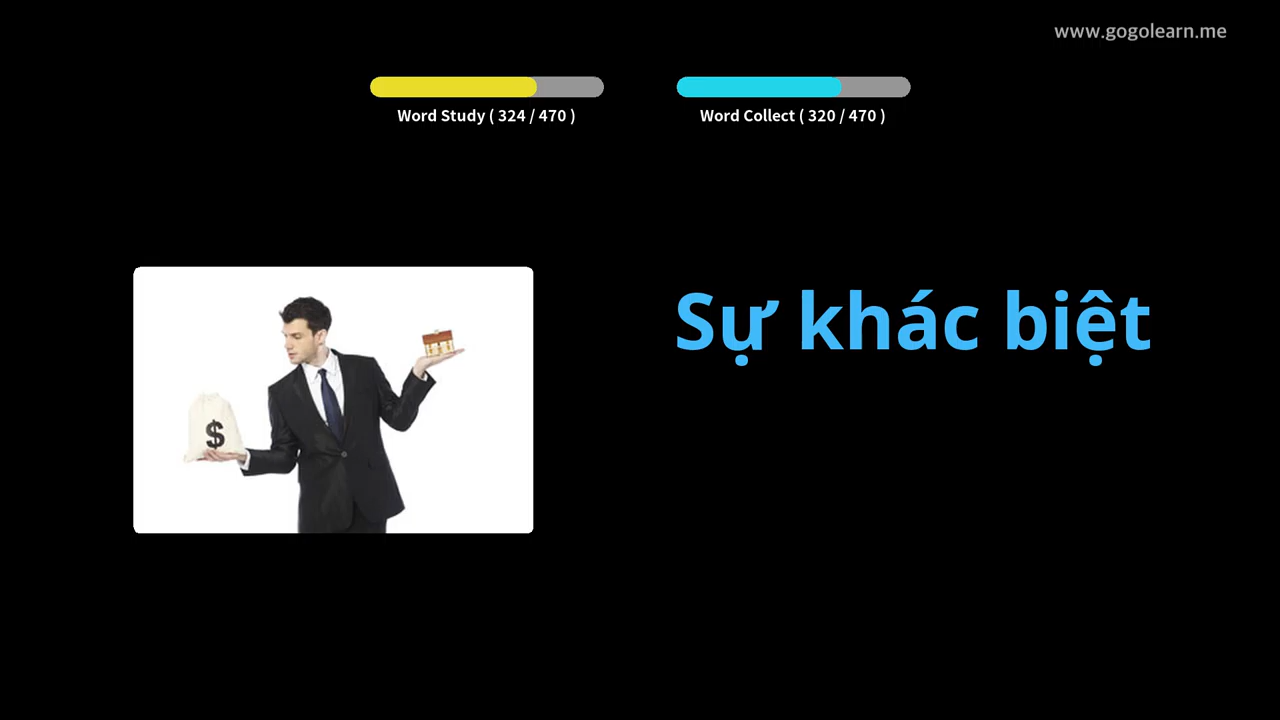 www.gogolearn.me
Word Study ( 324 / 470 )
Word Collect ( 320 / 470 )
Sự khác biệt
$